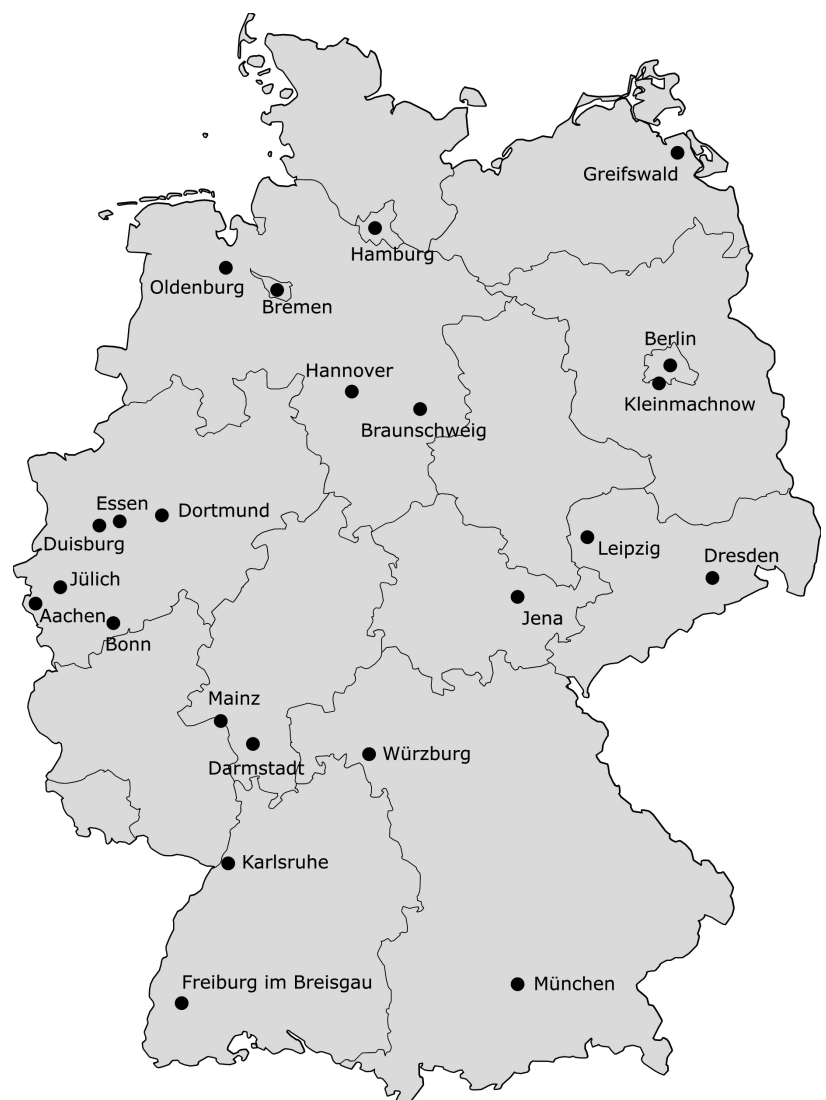 Greifswald
Hamburg
Oldenburg
Bremen
Berlin
Hannover
Kleinmachnow
Braunschweig
Essen
Dortmund
Duisburg
Leipzig
Dresden
Jülich
Aachen
Jena
Bonn
Mainz
Würzburg
Darmstadt
Karlsruhe
Freiburg im Breisgau
München